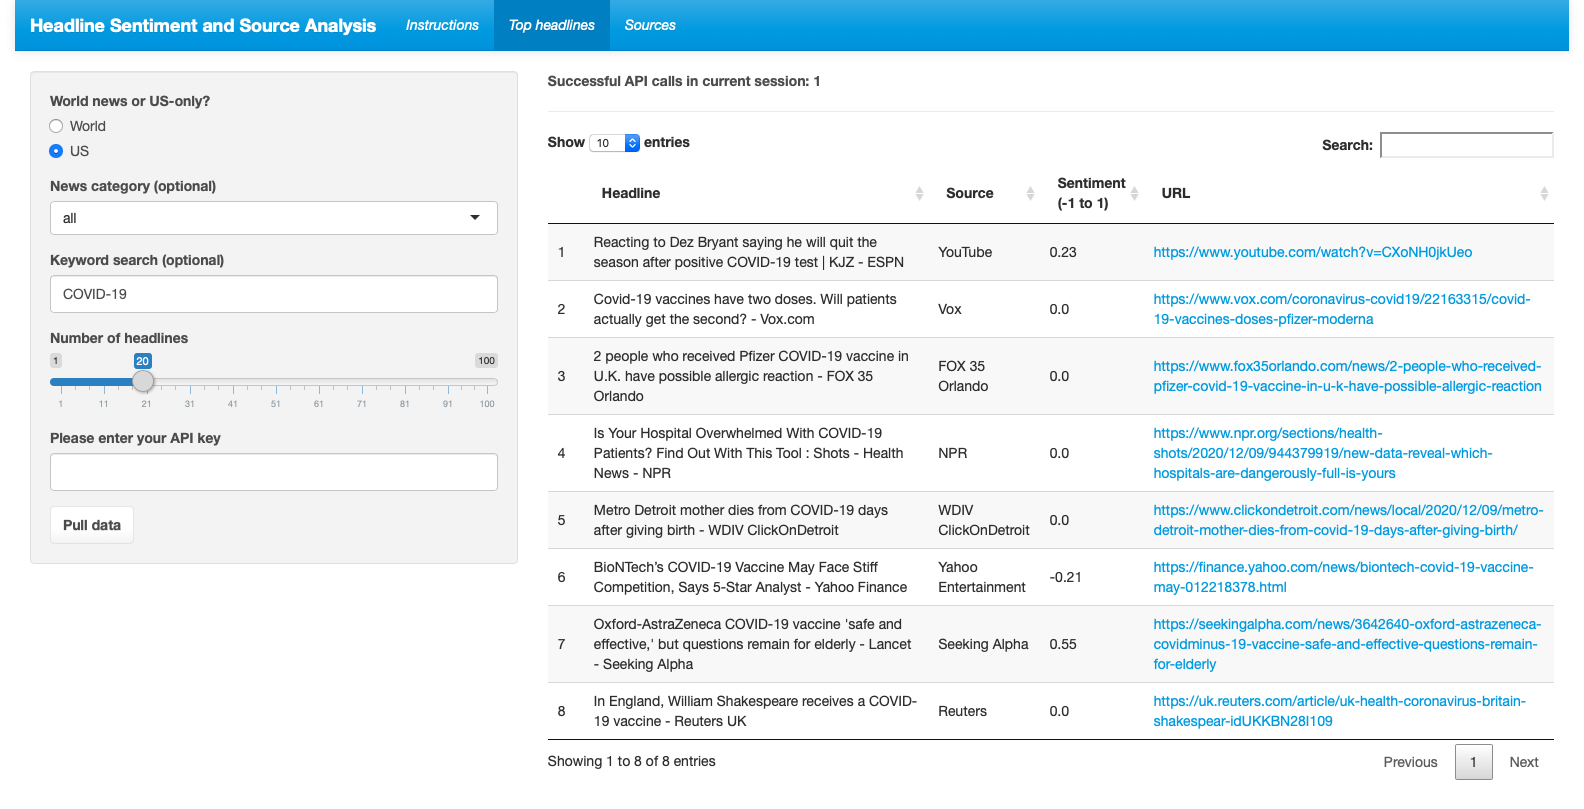 Headline Sentiment and Source Analysis Instructions Top headlines Sources
World news or US-only?
World
US
News category (optional)
all
Keyword search (optional)
COVID-19
Number of headlines
1 20 100
1 11 21 31 41 51 61 71 81 91 100
Please enter your API key
Pull data
Successful API calls in current session: 1
Show 10 entries
Search:
Headline Source Sentiment (-1 to 1) URL
1 Reacting to Dez Bryant saying he will quit the
season after positive COVID-19 test | KJZ - ESPN
YouTube
0.23
https://www.youtube.com/watch?v=CXoNH0jkUeo
2 Covid-19 vaccines have two doses. Will patients
actually get the second? - Vox.com
Vox
0.0
https://www.vox.com/coronavirus-covid19/22163315/covid-
19-vaccines-doses-pfizer-moderna
3 2 people who received Pfizer COVID-19 vaccine in
U.K. have possible allergic reaction - FOX 35
Orlando
FOX 35
Orlando
0.0
https://www.fox35orlando.com/news/2-people-who-received-
pfizer-covid-19-vaccine-in-u-k-have-possible-allergic-reaction
4 Is Your Hospital Overwhelmed With COVID-19
Patients? Find Out With This Tool : Shots - Health
News - NPR
NPR
0.0
https://www.npr.org/sections/health-
shots/2020/12/09/944379919/new-data-reveal-which-
hospitals-are-dangerously-full-is-yours
5 Metro Detroit mother dies from COVID-19 days
after giving birth - WDIV ClickOnDetroit
WDIV
ClickOnDetroit
0.0
https://www.clickondetroit.com/news/local/2020/12/09/metro-
detroit-mother-dies-from-covid-19-days-after-giving-birth/
6 BioNTech’s COVID-19 Vaccine May Face Stiff
Competition, Says 5-Star Analyst - Yahoo Finance
Yahoo
Entertainment
-0.21
https://finance.yahoo.com/news/biontech-covid-19-vaccine-
may-012218378.html
7 Oxford-AstraZeneca COVID-19 vaccine 'safe and
effective,' but questions remain for elderly - Lancet
- Seeking Alpha
Seeking Alpha
0.55
https://seekingalpha.com/news/3642640-oxford-astrazeneca-
covidminus-19-vaccine-safe-and-effective-questions-remain-
for-elderly
8 In England, William Shakespeare receives a COVID-
19 vaccine - Reuters UK
Reuters
0.0
https://uk.reuters.com/article/uk-health-coronavirus-britain-
shakespear-idUKKBN28I109
Showing 1 to 8 of 8 entries
Previous 1 Next